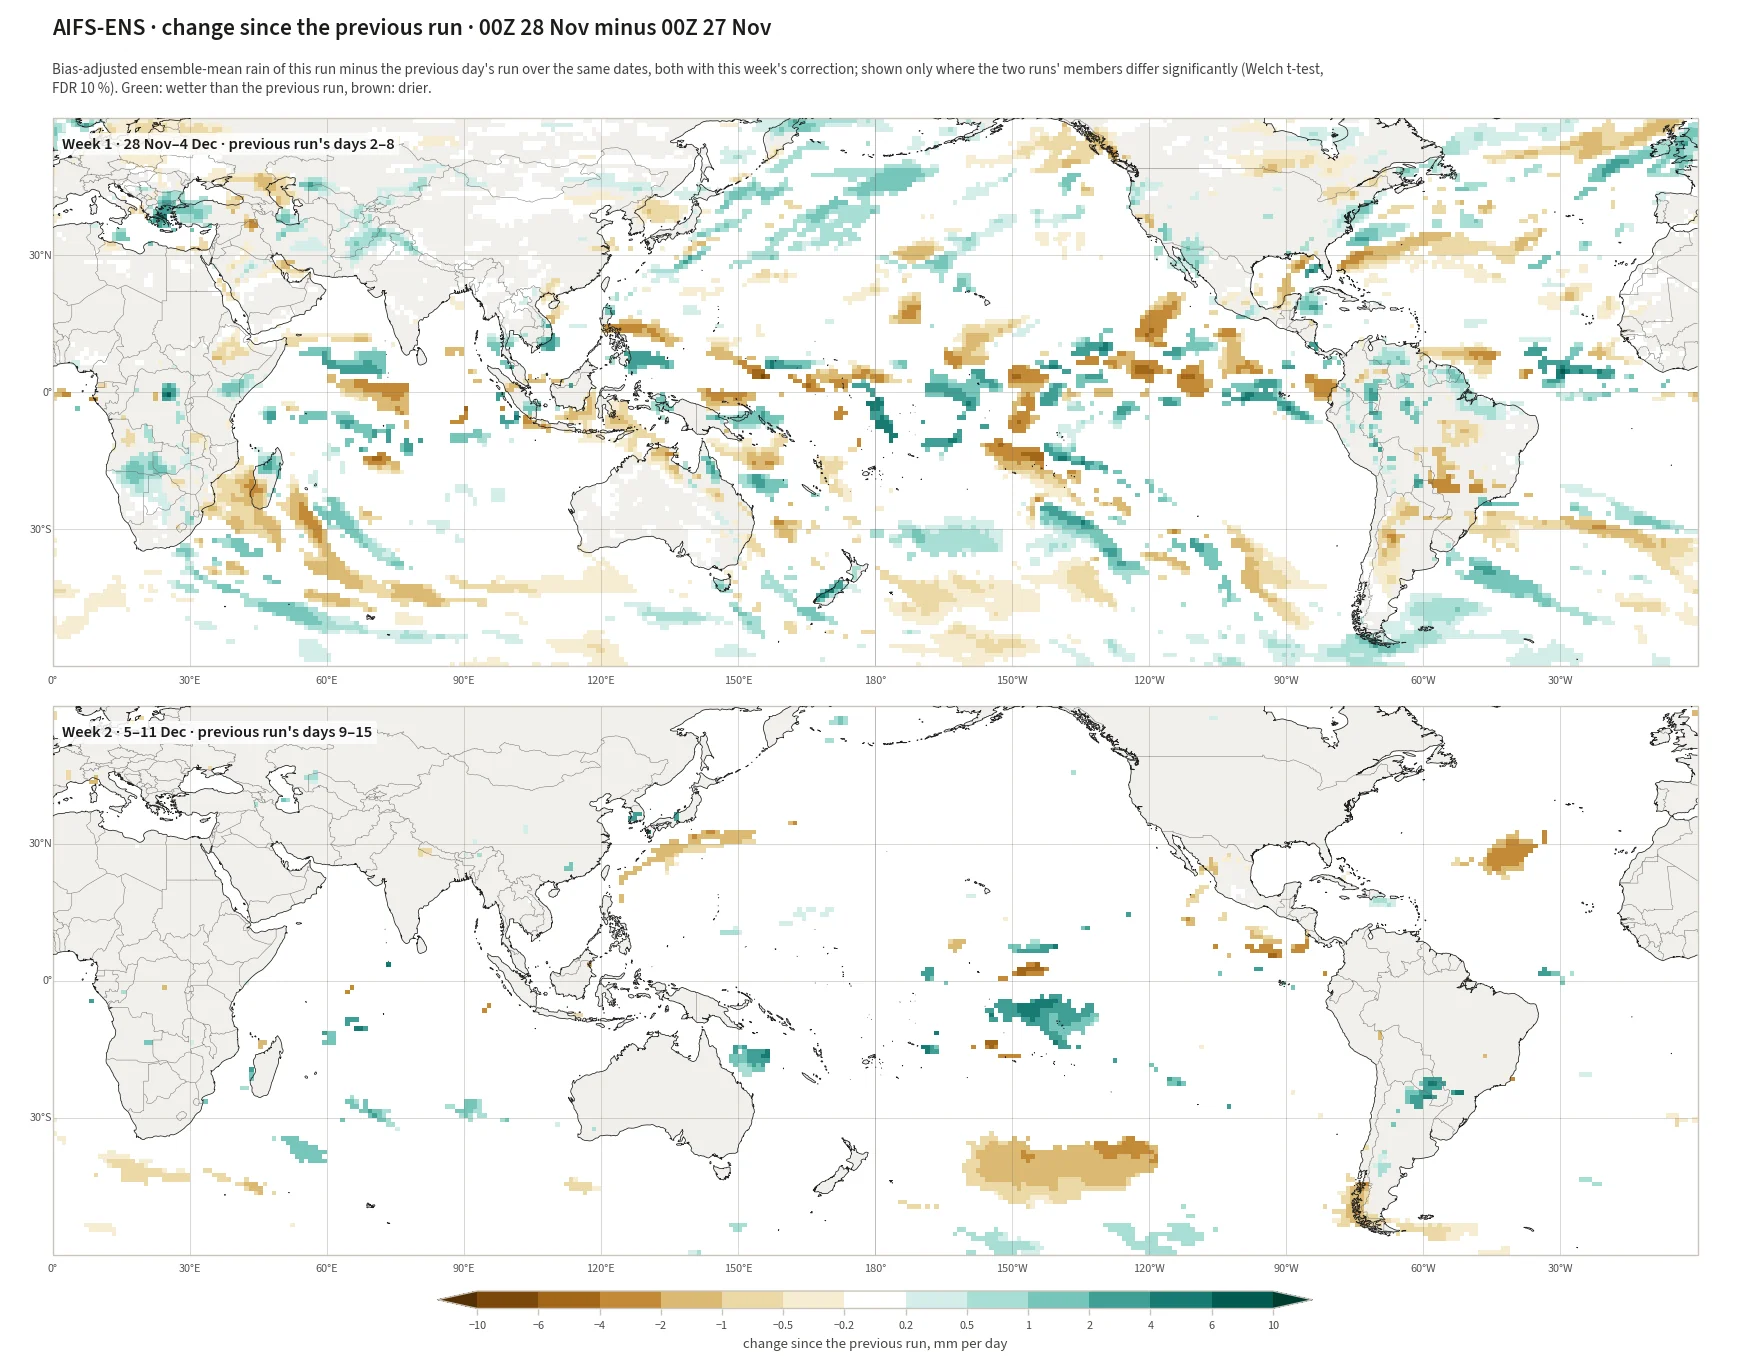 AIFS-ENS · change since the previous run · 00Z 28 Nov minus 00Z 27 Nov
Bias-adjusted ensemble-mean rain of this run minus the previous day's run over the same dates, both with this week's correction; shown only where the two runs' members differ significantly (Welch t-test,
FDR 10 %). Green: wetter than the previous run, brown: drier.
Week 1 · 28 Nov–4 Dec · previous run's days 2–8
30°N
0°
30°S
0° 30°E 60°E 90°E 120°E 150°E 180° 150°W 120°W 90°W 60°W 30°W
Week 2 · 5–11 Dec · previous run's days 9–15
30°N
0°
30°S
0° 30°E 60°E 90°E 120°E 150°E 180° 150°W 120°W 90°W 60°W 30°W
−10 −6 −4 −2 −1 −0.5 −0.2 0.2 0.5 1 2 4 6 10
change since the previous run, mm per day